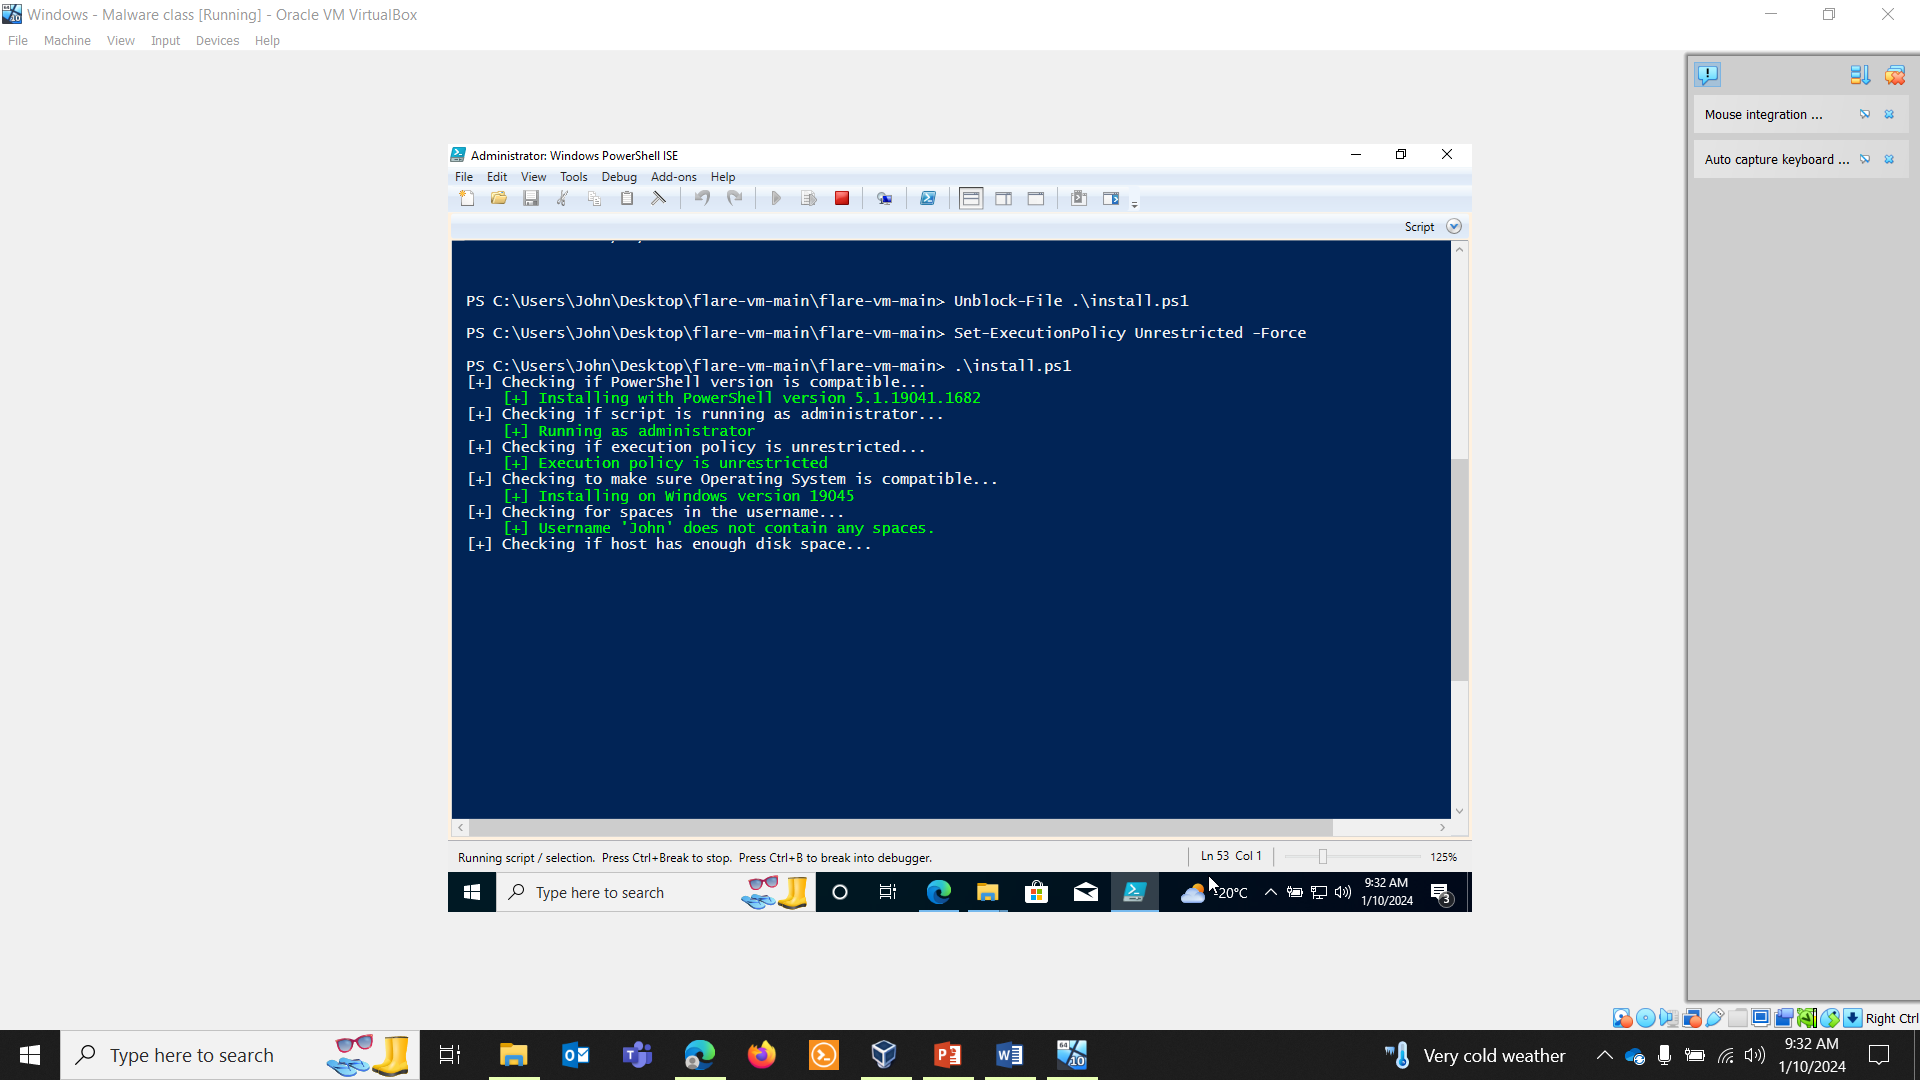 Windows - Malware class [Running] - Oracle VM VirtualBox
File Machine View Input Devices Help
Mouse integration ...
Auto capture keyboard ...
Administrator: Windows PowerShell ISE
File Edit View Tools Debug Add-ons Help
Script
PS C:\Users\John\Desktop\flare-vm-main\flare-vm-main> Unblock-File .\install.ps1
PS C:\Users\John\Desktop\flare-vm-main\flare-vm-main> Set-ExecutionPolicy Unrestricted -Force
PS C:\Users\John\Desktop\flare-vm-main\flare-vm-main> .\install.ps1
[+] Checking if PowerShell version is compatible...
[+] Installing with PowerShell version 5.1.19041.1682
[+] Checking if script is running as administrator...
[+] Running as administrator
[+] Checking if execution policy is unrestricted...
[+] Execution policy is unrestricted
[+] Checking to make sure Operating System is compatible...
[+] Installing on Windows version 19045
[+] Checking for spaces in the username...
[+] Username 'John' does not contain any spaces.
[+] Checking if host has enough disk space...
Running script / selection. Press Ctrl+Break to stop. Press Ctrl+B to break into debugger.
Ln 53 Col 1
125%
Type here to search
-20°C
9:32 AM
1/10/2024
3
Right Ctrl
Type here to search
Very cold weather
9:32 AM
1/10/2024